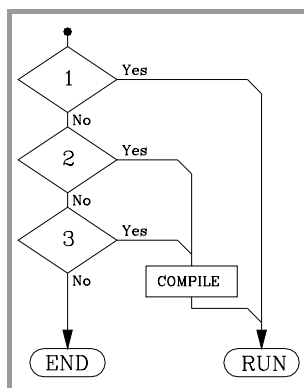 1 Yes
No
2 Yes
No
3 Yes
No
COMPILE
END RUN